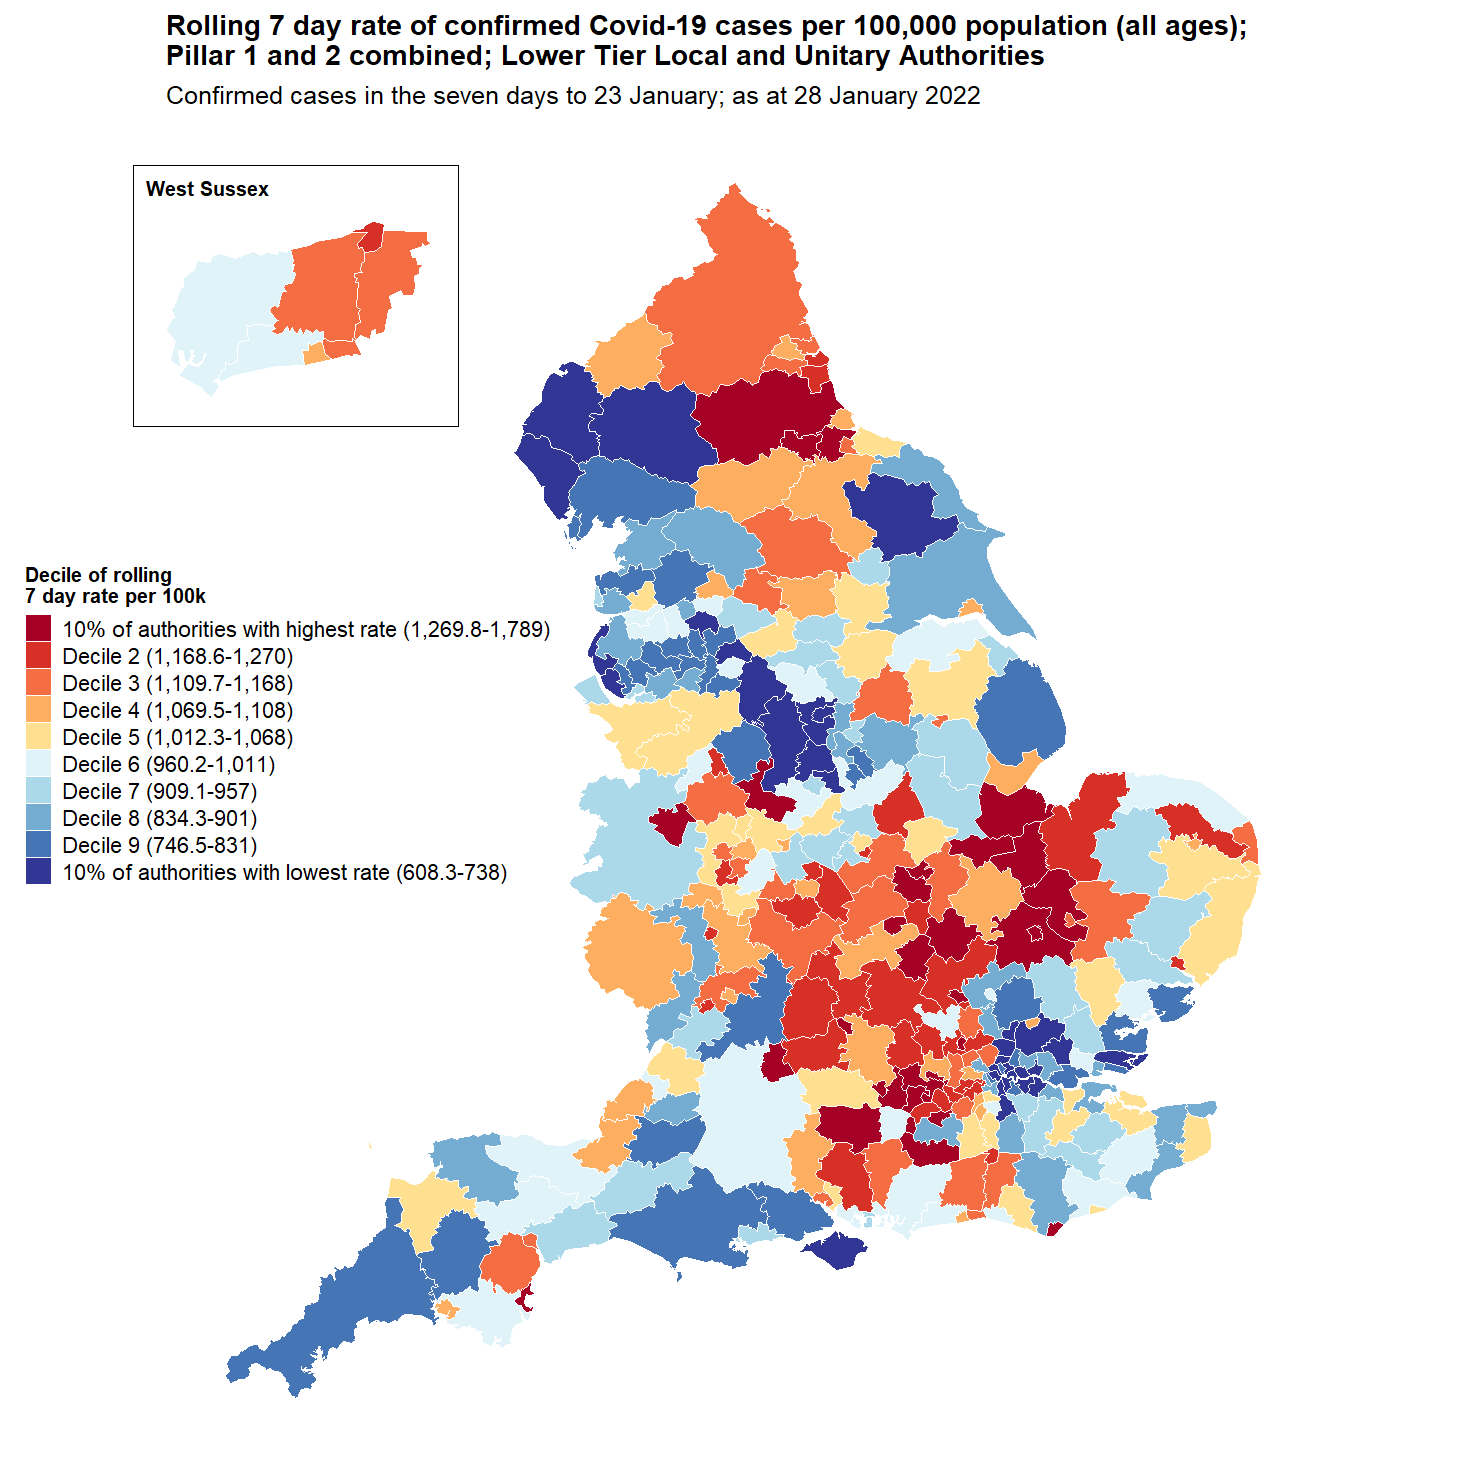 Rolling 7 day rate of confirmed Covid-19 cases per 100,000 population (all ages);
Pillar 1 and 2 combined; Lower Tier Local and Unitary Authorities
Confirmed cases in the seven days to 23 January; as at 28 January 2022
West Sussex
Decile of rolling
7 day rate per 100k
10% of authorities with highest rate (1,269.8-1,789)
Decile 2 (1,168.6-1,270)
Decile 3 (1,109.7-1,168)
Decile 4 (1,069.5-1,108)
Decile 5 (1,012.3-1,068)
Decile 6 (960.2-1,011)
Decile 7 (909.1-957)
Decile 8 (834.3-901)
Decile 9 (746.5-831)
10% of authorities with lowest rate (608.3-738)